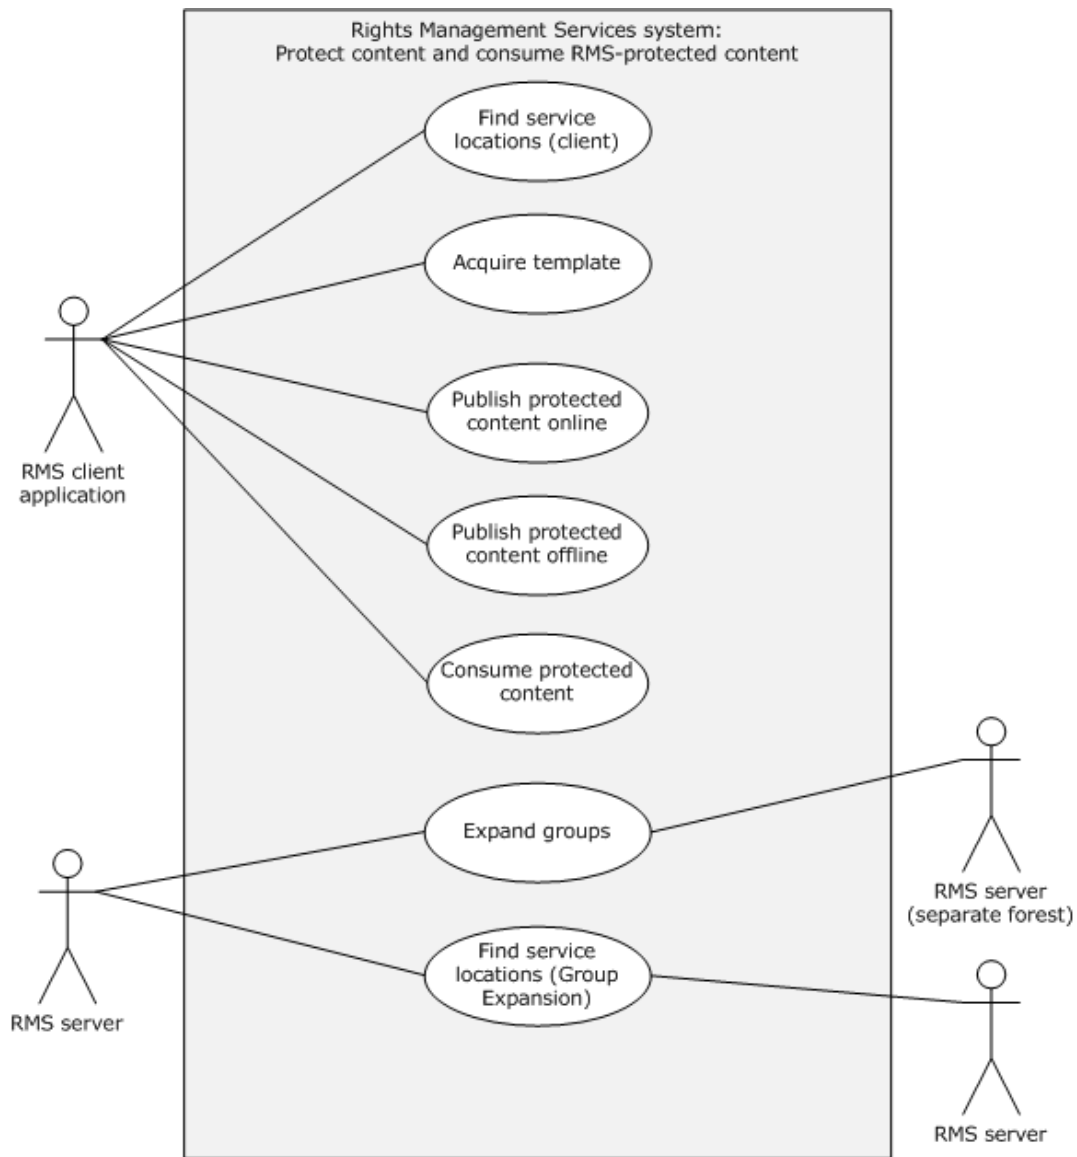 Rights Management Services system:
Protect content and consume RMS-protected content
Find service
locations (client)
Acquire template
Publish protected
content online
RMS client
application
Publish protected
content offline
Consume protected
content
Expand groups
RMS server
(separate forest)
Find service
locations (Group
Expansion)
RMS server
RMS server